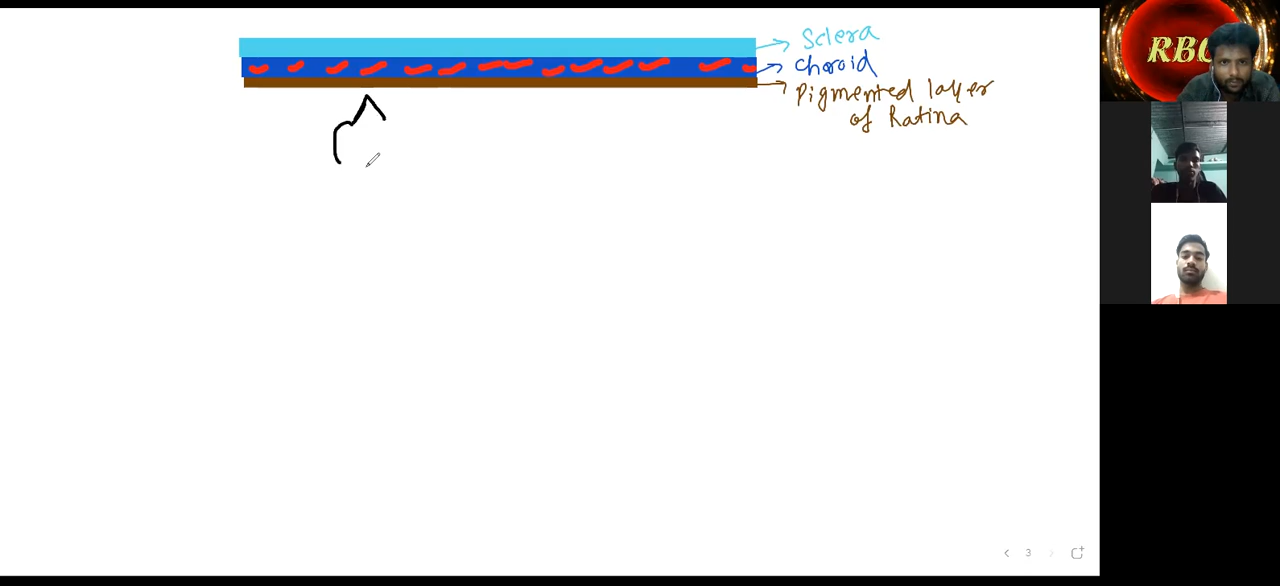 Sclera
choroid
Pigmented layer
of Ratina
RBC
3